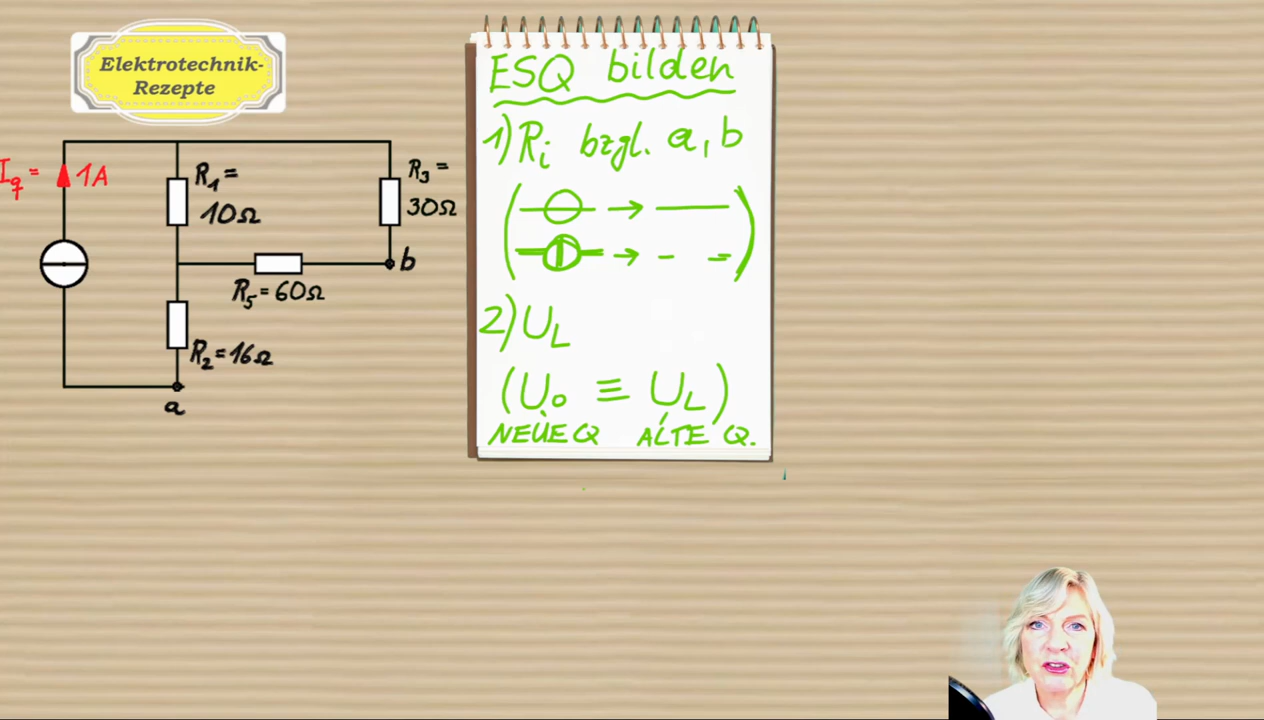 Elektrotechnik-
Rezepte
Iq = 1A
R1 =
10Ω
R3 =
30Ω
b
R5 = 60Ω
R2 = 16Ω
a
ESQ bilden
1) Ri bzgl. a, b
2) UL
(U0 ≡ UL)
NEUE Q ALTE Q.